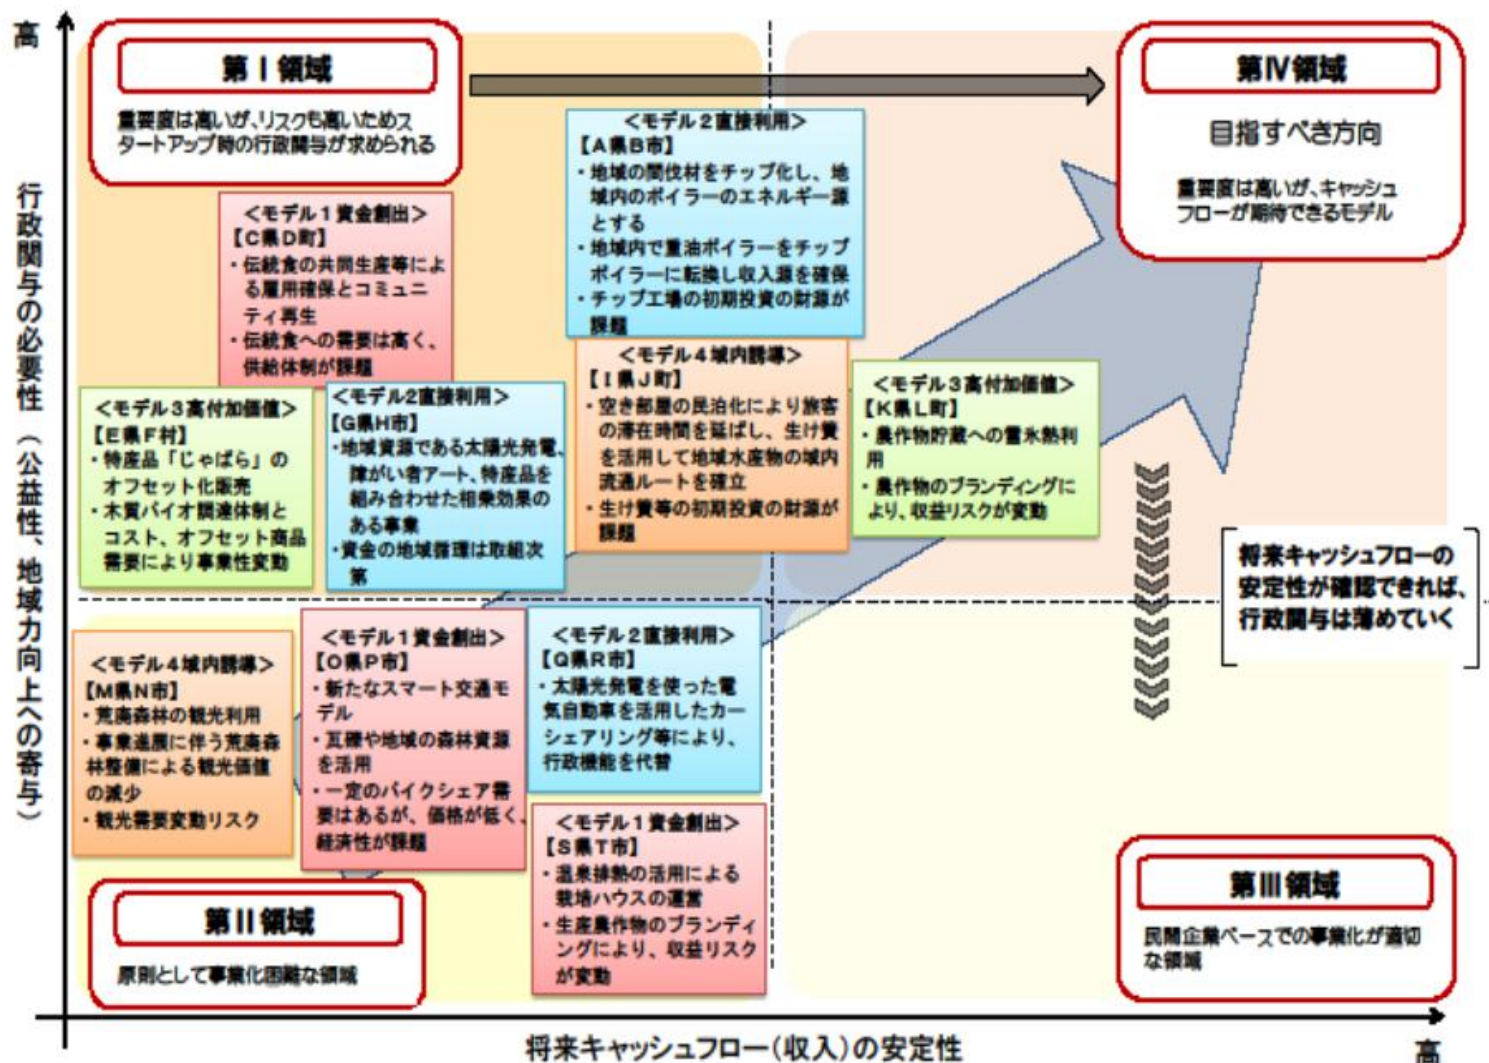 高
第Ⅰ領域
重要度は高いが、リスクも高いためス
タートアップ時の行政関与が求められる
第Ⅳ領域
目指すべき方向
重要度は高いが、キャッシュ
フローが期待できるモデル
行政関与の必要性（公益性、地域力向上への寄与）
＜モデル１資金創出＞
【Ｃ県Ｄ町】
・伝統食の共同生産等によ
る雇用確保とコミュニ
ティ再生
・伝統食への需要は高く、
供給体制が課題
＜モデル２直接利用＞
【Ａ県Ｂ市】
・地域の間伐材をチップ化し、地
域内のボイラーのエネルギー源
とする
・地域内で重油ボイラーをチップ
ボイラーに転換し収入源を確保
・チップ工場の初期投資の財源が
課題
＜モデル３高付加価値＞
【Ｅ県Ｆ村】
・特産品「じゃばら」の
オフセット化販売
・木質バイオ調達体制と
コスト、オフセット商品
需要により事業性変動
＜モデル2直接利用＞
【Ｇ県Ｈ市】
・地域資源である太陽光発電、
障がい者アート、特産品を
組み合わせた相乗効果の
ある事業
・資金の地域循環は取組次
第
＜モデル４域内誘導＞
【Ｉ県Ｊ町】
・空き部屋の民泊化により旅客
の滞在時間を延ばし、生け簀
を活用して地域水産物の域内
流通ルートを確立
・生け簀等の初期投資の財源が
課題
＜モデル３高付加価値＞
【Ｋ県Ｌ町】
・農作物貯蔵への雪氷熱利
用
・農作物のブランディングに
より、収益リスクが変動
将来キャッシュフローの
安定性が確認できれば、
行政関与は薄めていく
＜モデル４域内誘導＞
【Ｍ県Ｎ市】
・荒廃森林の観光利用
・事業進展に伴う荒廃森
林整備による観光価値
の減少
・観光需要変動リスク
＜モデル１資金創出＞
【Ｏ県Ｐ市】
・新たなスマート交通モ
デル
・瓦礫や地域の森林資源
を活用
・一定のバイクシェア需
要はあるが、価格が低く、
経済性が課題
＜モデル２直接利用＞
【Ｑ県Ｒ市】
・太陽光発電を使った電
気自動車を活用したカー
シェアリング等により、
行政機能を代替
＜モデル１資金創出＞
【Ｓ県Ｔ市】
・温泉排熱の活用による
栽培ハウスの運営
・生産農作物のブランディ
ングにより、収益リスク
が変動
第Ⅱ領域
原則として事業化困難な領域
第Ⅲ領域
民間企業ベースでの事業化が適切
な領域
将来キャッシュフロー（収入）の安定性
高